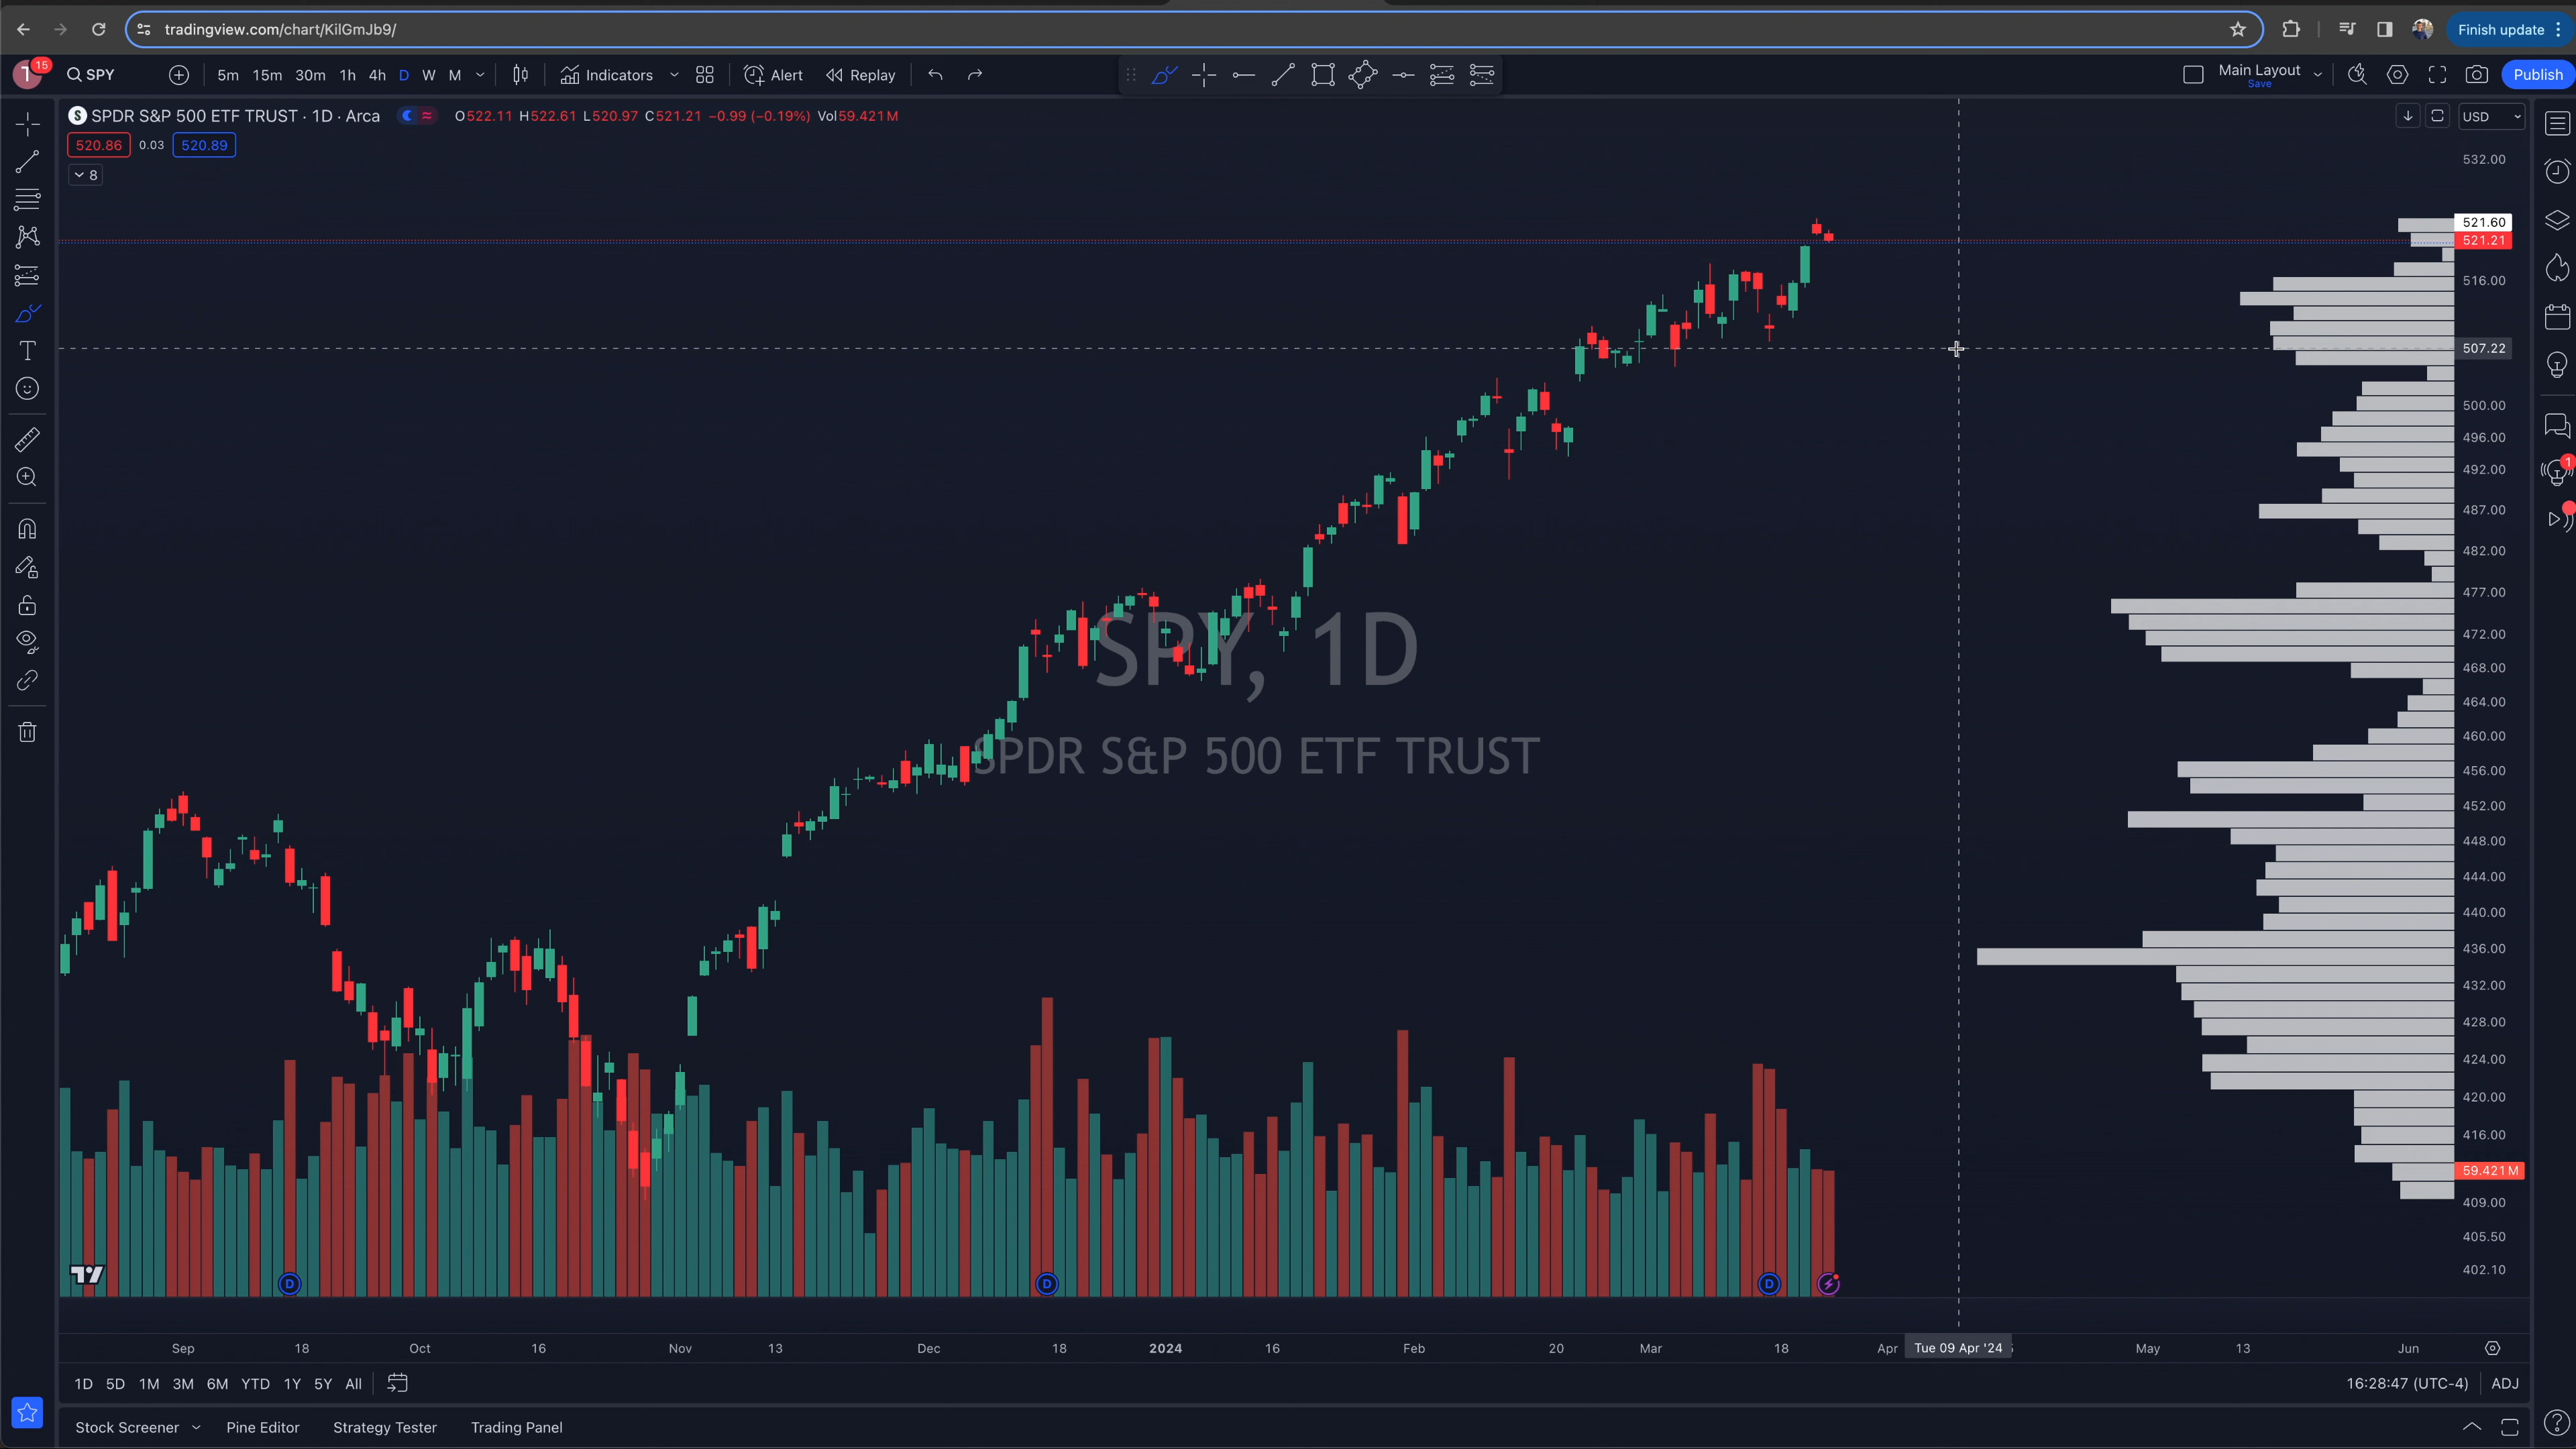 tradingview.com/chart/KilGmJb9/
Finish update
15
SPY 5m 15m 30m 1h 4h D W M Indicators Alert Replay
Main Layout
Save
Publish
SPDR S&P 500 ETF TRUST · 1D · Arca O522.11 H522.61 L520.97 C521.21 −0.99 (−0.19%) Vol59.421M
USD
520.86 0.03 520.89
8
532.00
521.60
521.21
516.00
507.22
500.00
496.00
492.00
487.00
482.00
477.00
472.00
468.00
464.00
460.00
456.00
452.00
448.00
444.00
440.00
436.00
432.00
428.00
424.00
420.00
416.00
59.421M
409.00
405.50
402.10
1
SPY, 1D
SPDR S&P 500 ETF TRUST
D D D
Sep 18 Oct 16 Nov 13 Dec 18 2024 16 Feb 20 Mar 18 Apr Tue 09 Apr '24 May 13 Jun
1D 5D 1M 3M 6M YTD 1Y 5Y All
16:28:47 (UTC-4) ADJ
Stock Screener Pine Editor Strategy Tester Trading Panel